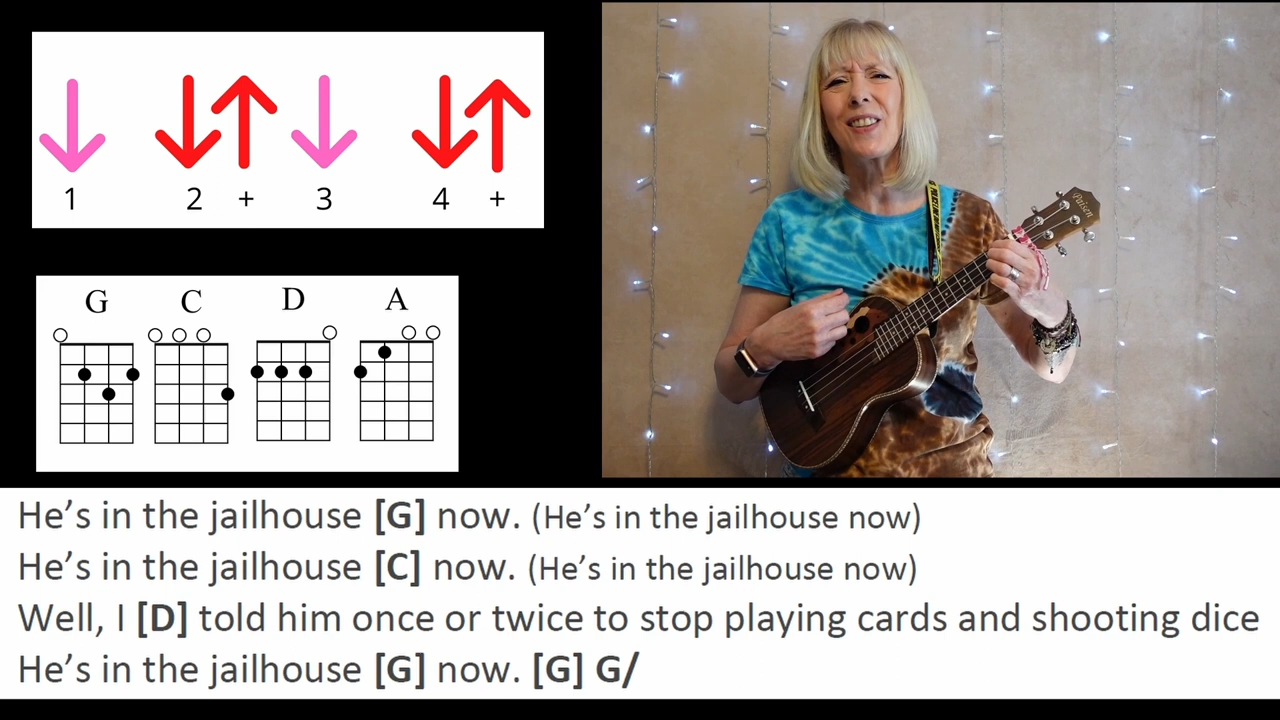 1 2 + 3 4 +
G C D A
Paisen
He's in the jailhouse [G] now. (He's in the jailhouse now)
He's in the jailhouse [C] now. (He's in the jailhouse now)
Well, I [D] told him once or twice to stop playing cards and shooting dice
He's in the jailhouse [G] now. [G] G/